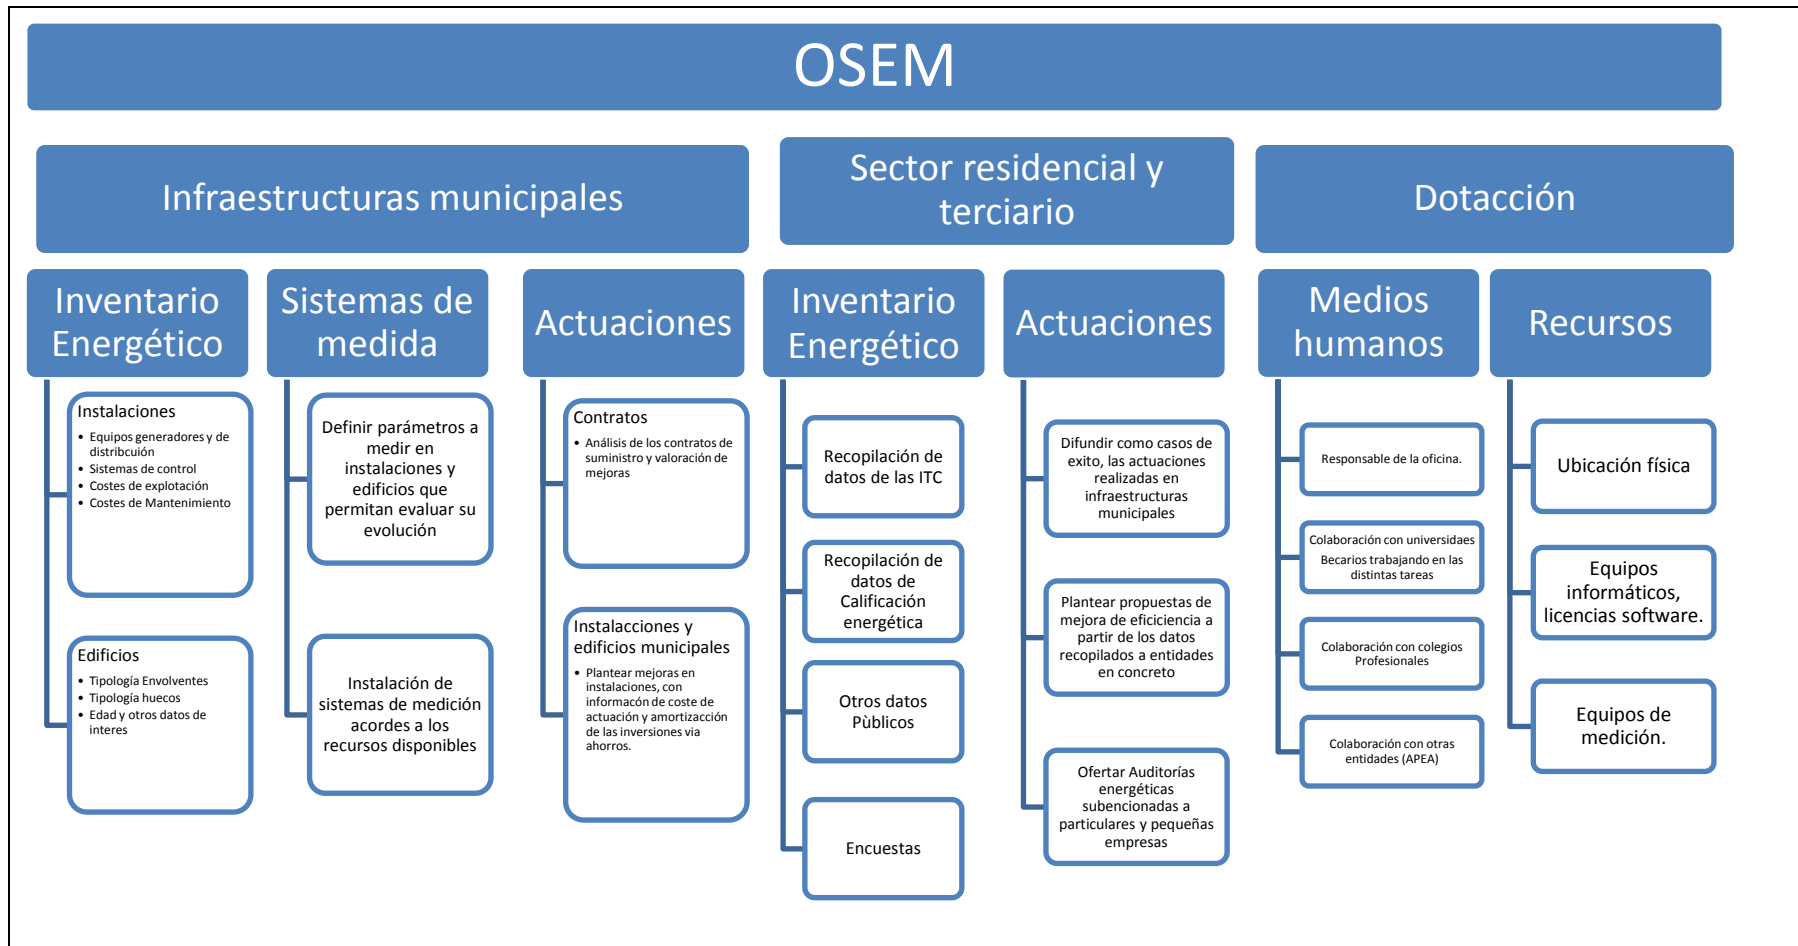 OSEM
Infraestructuras municipales
Sector residencial y
terciario
Dotacción
Inventario
Energético
Sistemas de
medida
Actuaciones
Inventario
Energético
Actuaciones
Medios
humanos
Recursos
Instalaciones
• Equipos generadores y de
distribcuión
• Sistemas de control
• Costes de explotación
• Costes de Mantenimiento
Edificios
• Tipología Envolventes
• Tipología huecos
• Edad y otros datos de
interes
Definir parámetros a
medir en
instalaciones y
edificios que
permitan evaluar su
evolución
Instalación de
sistemas de medición
acordes a los
recursos disponibles
Contratos
• Análisis de los contratos de
suministro y valoración de
mejoras
Instalacciones y
edificios municipales
• Plantear mejoras en
instalaciones, con
informacón de coste de
actuación y amortizacción
de las inversiones via
ahorros.
Recopilación de
datos de las ITC
Recopilación de
datos de
Calificación
energética
Otros datos
Pùblicos
Encuestas
Difundir como casos de
exito, las actuaciones
realizadas en
infraestructuras
municipales
Plantear propuestas de
mejora de eficiciencia a
partir de los datos
recopilados a entidades
en concreto
Ofertar Auditorías
energéticas
subencionadas a
particulares y pequeñas
empresas
Responsable de la oficina.
Colaboración con universidaes
Becarios trabajando en las
distintas tareas
Colaboración con colegios
Profesionales
Colaboración con otras
entidades (APEA)
Ubicación física
Equipos
informáticos,
licencias software.
Equipos de
medición.